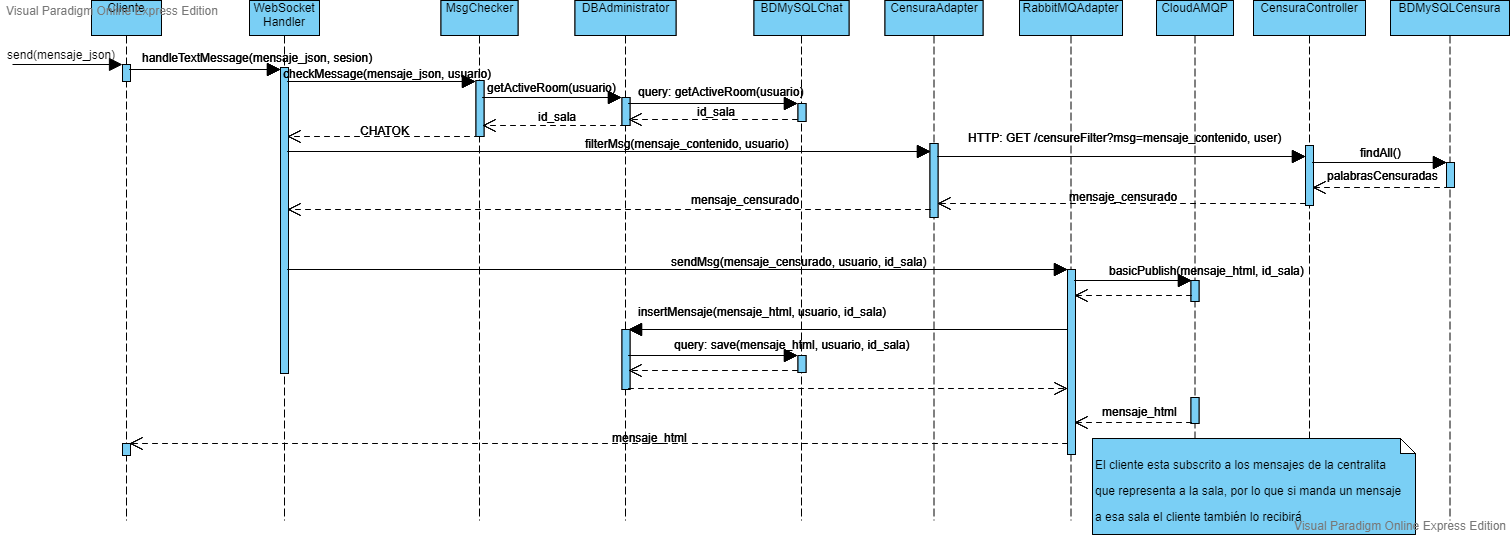 Visual Paradigm Online Express Edition
Cliente
WebSocket
Handler
MsgChecker
DBAdministrator
BDMySQLChat
CensuraAdapter
RabbitMQAdapter
CloudAMQP
CensuraController
BDMySQLCensura
send(mensaje_json)
handleTextMessage(mensaje_json, sesion)
checkMessage(mensaje_json, usuario)
getActiveRoom(usuario)
query: getActiveRoom(usuario)
id_sala
id_sala
CHATOK
filterMsg(mensaje_contenido, usuario)
HTTP: GET /censureFilter?msg=mensaje_contenido, user)
findAll()
palabrasCensuradas
mensaje_censurado
mensaje_censurado
sendMsg(mensaje_censurado, usuario, id_sala)
basicPublish(mensaje_html, id_sala)
insertMensaje(mensaje_html, usuario, id_sala)
query: save(mensaje_html, usuario, id_sala)
mensaje_html
mensaje_html
El cliente esta subscrito a los mensajes de la centralita
que representa a la sala, por lo que si manda un mensaje
a esa sala el cliente también lo recibirá
Visual Paradigm Online Express Edition